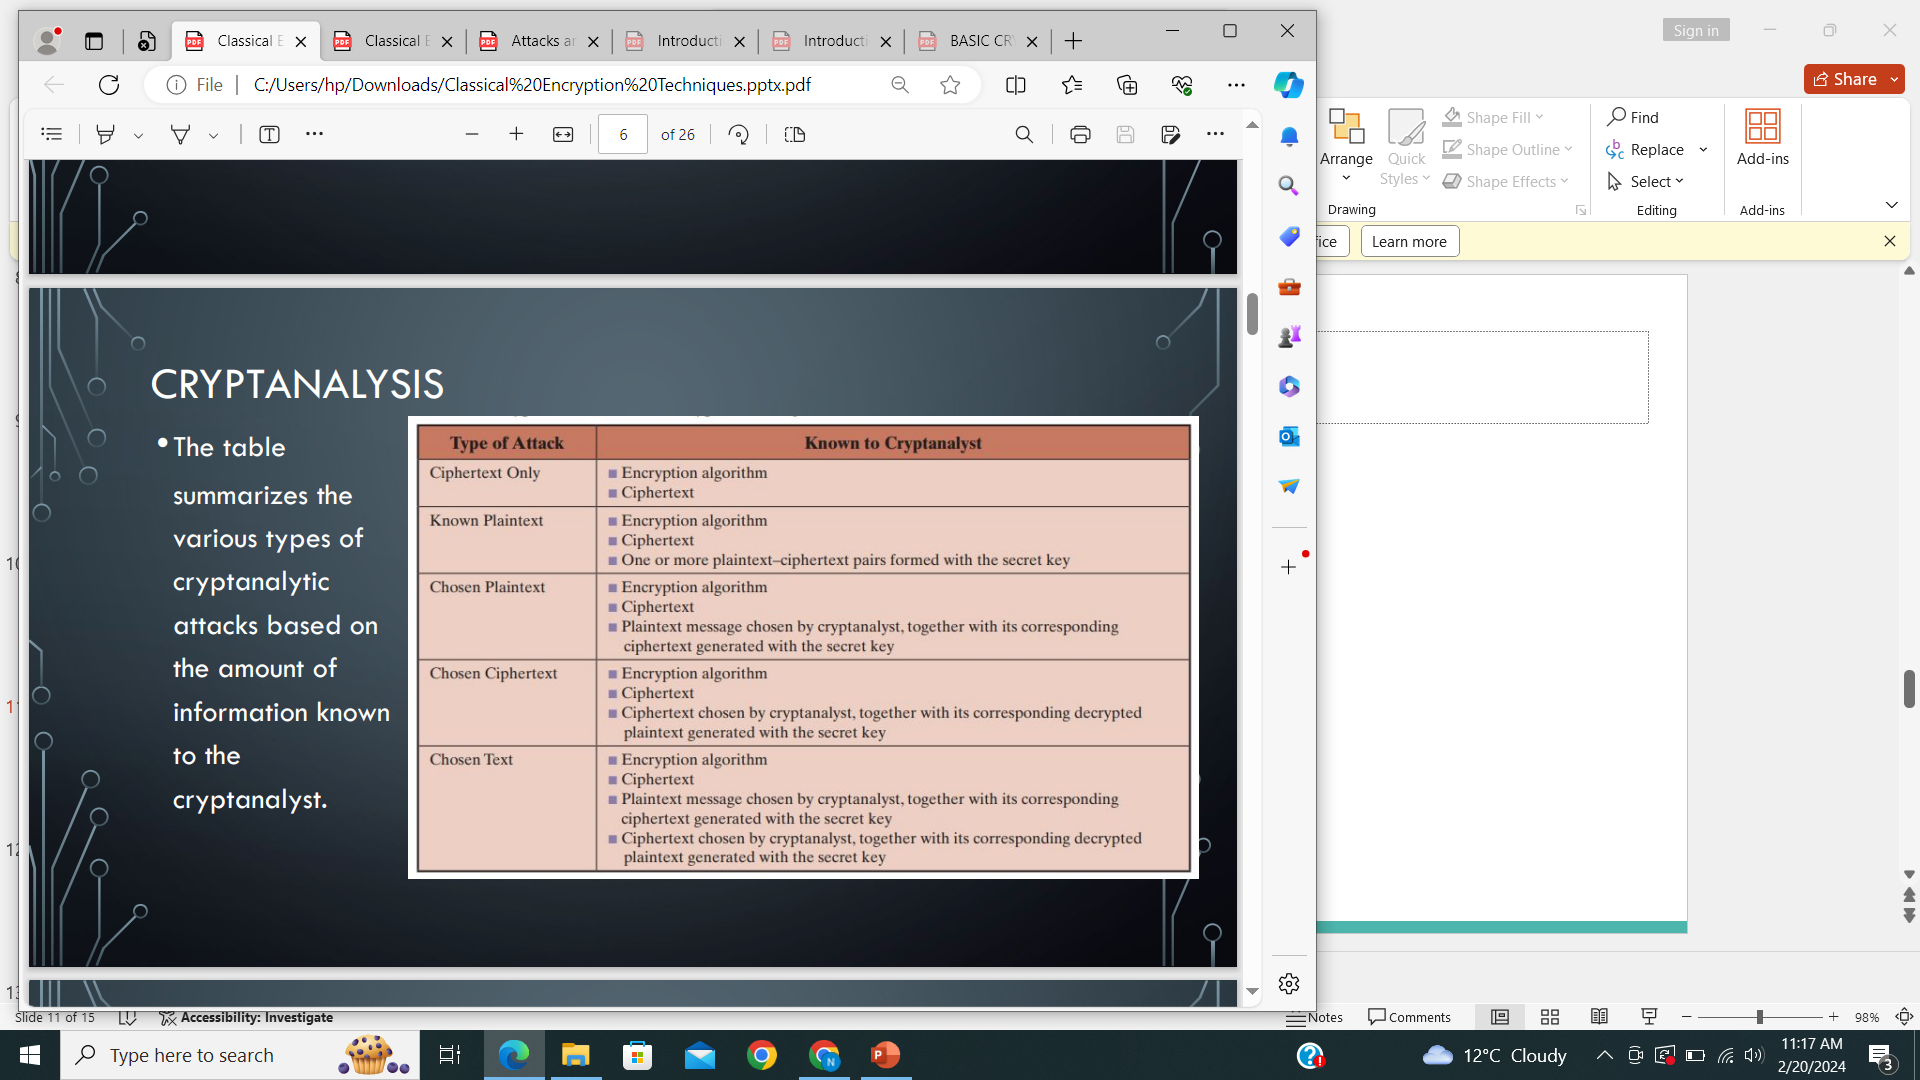 Classical E
Classical E
Attacks ar
Introducti
Introducti
BASIC CR
Sign in
File
C:/Users/hp/Downloads/Classical%20Encryption%20Techniques.pptx.pdf
Share
6 of 26
Arrange
Quick
Styles
Shape Fill
Shape Outline
Shape Effects
Drawing
Find
Replace
Select
Editing
Add-ins
Add-ins
Learn more
CRYPTANALYSIS
• The table
summarizes the
various types of
cryptanalytic
attacks based on
the amount of
information known
to the
cryptanalyst.
Type of Attack Known to Cryptanalyst
Ciphertext Only
■ Encryption algorithm
■ Ciphertext
Known Plaintext
■ Encryption algorithm
■ Ciphertext
■ One or more plaintext–ciphertext pairs formed with the secret key
Chosen Plaintext
■ Encryption algorithm
■ Ciphertext
■ Plaintext message chosen by cryptanalyst, together with its corresponding
ciphertext generated with the secret key
Chosen Ciphertext
■ Encryption algorithm
■ Ciphertext
■ Ciphertext chosen by cryptanalyst, together with its corresponding decrypted
plaintext generated with the secret key
Chosen Text
■ Encryption algorithm
■ Ciphertext
■ Plaintext message chosen by cryptanalyst, together with its corresponding
ciphertext generated with the secret key
■ Ciphertext chosen by cryptanalyst, together with its corresponding decrypted
plaintext generated with the secret key
Slide 11 of 15
Accessibility: Investigate
Notes
Comments
98%
Type here to search
12°C Cloudy
11:17 AM
2/20/2024
3